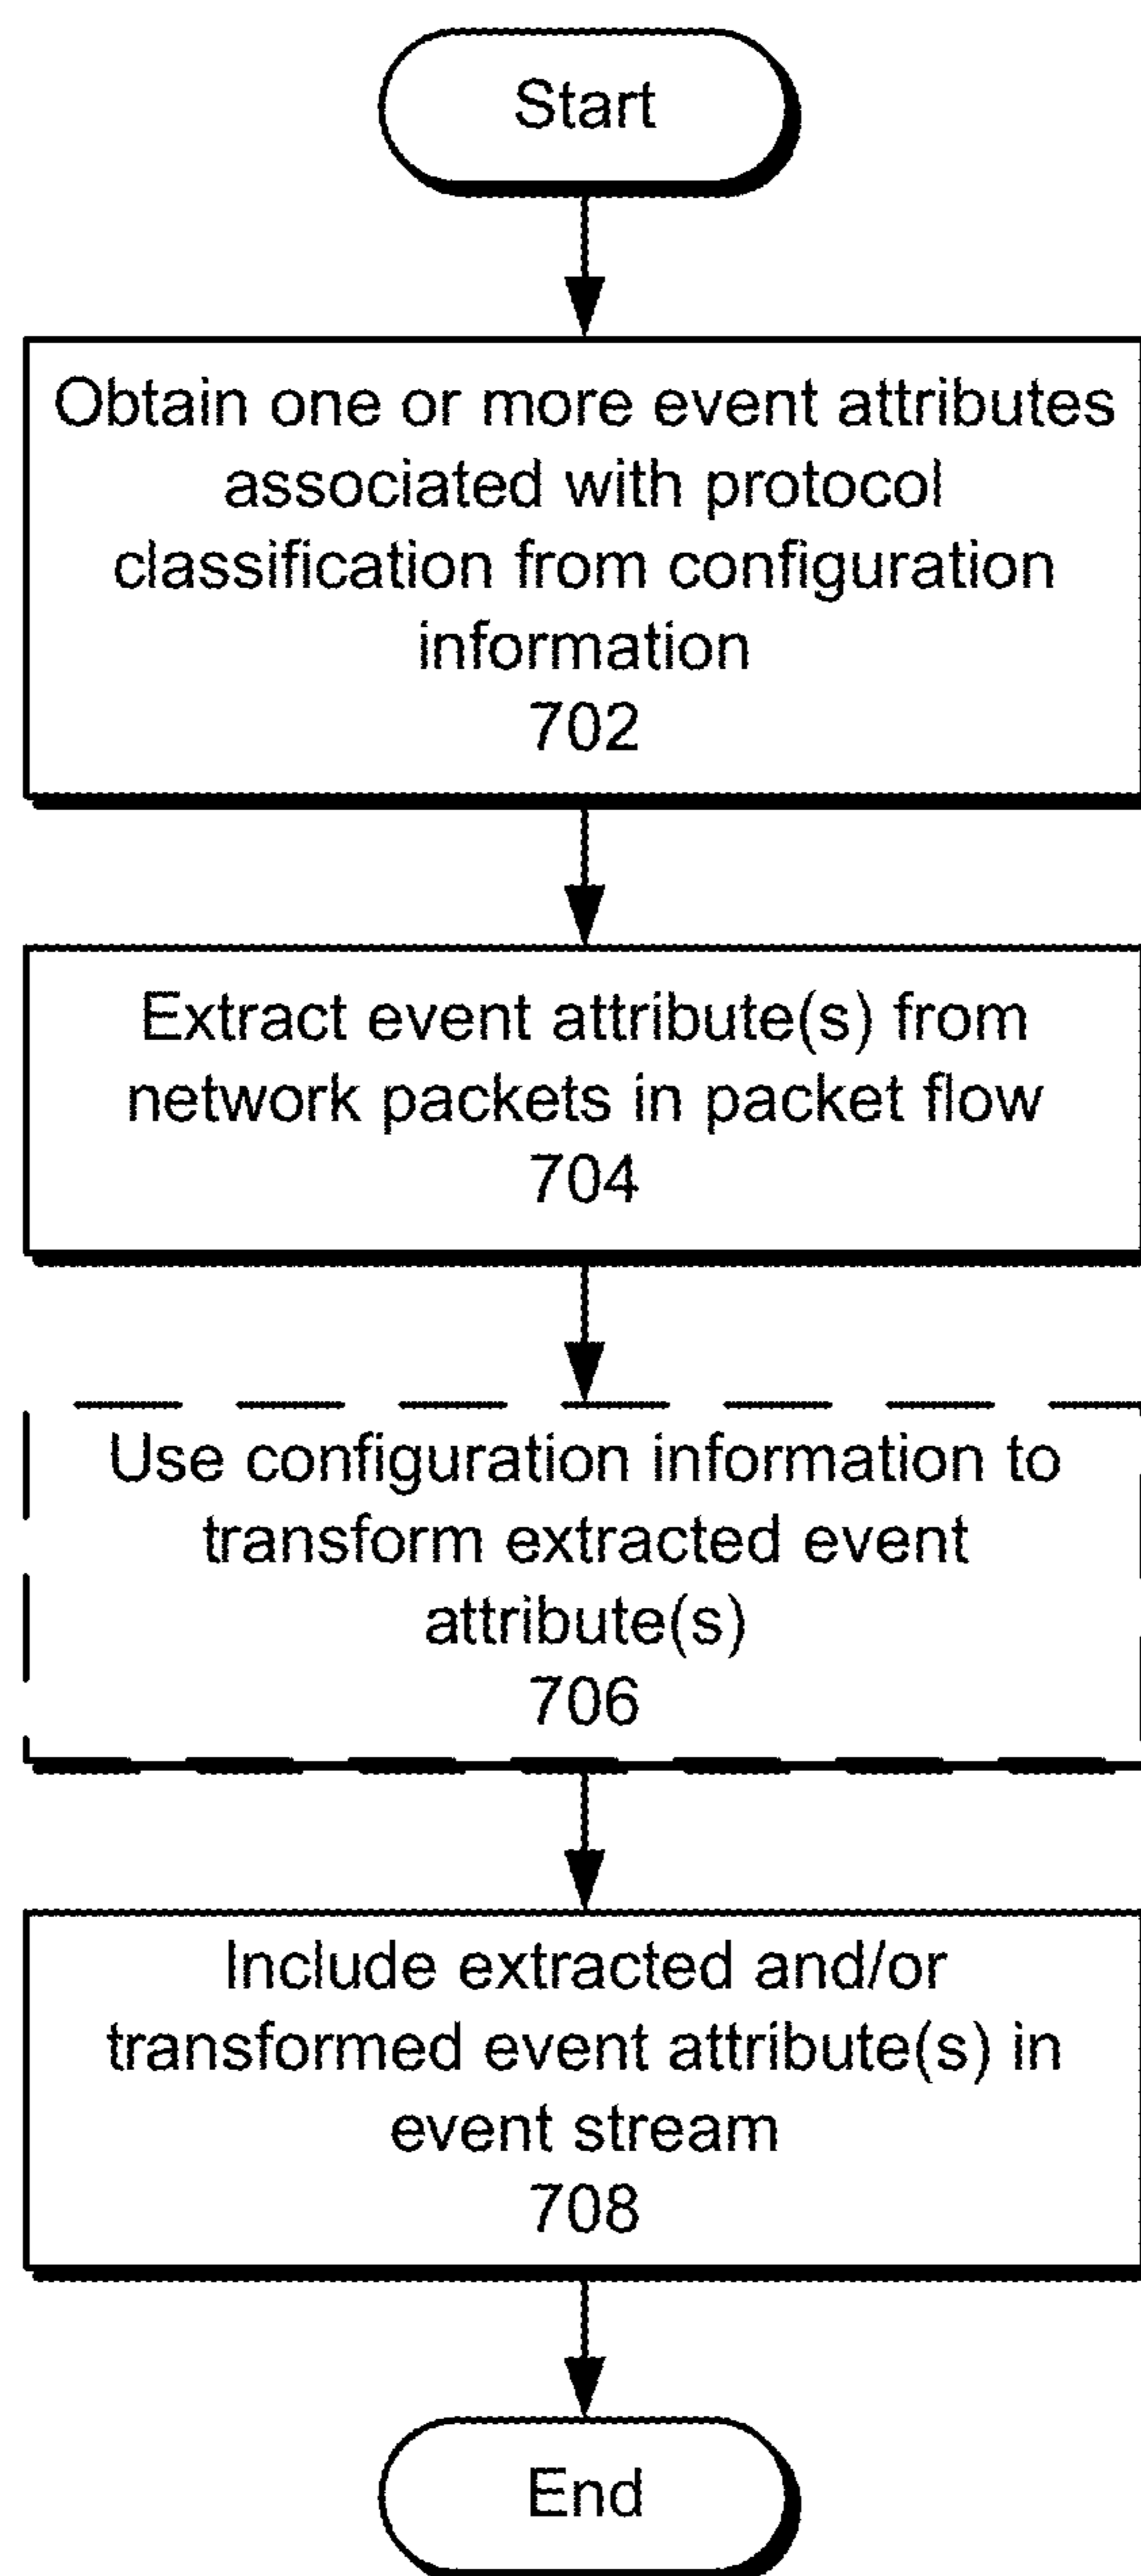 Start
Obtain one or more event attributes
associated with protocol
classification from configuration
information
702
Extract event attribute(s) from
network packets in packet flow
704
Use configuration information to
transform extracted event
attribute(s)
706
Include extracted and/or
transformed event attribute(s) in
event stream
708
End